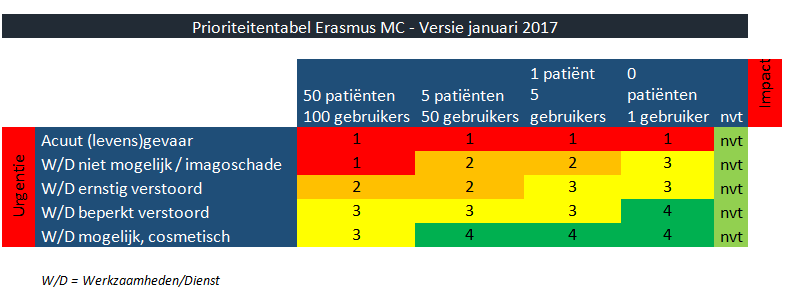 Prioriteitentabel Erasmus MC - Versie januari 2017
Impact
1 patiënt 0
50 patiënten 5 patiënten 5 patiënten
100 gebruikers 50 gebruikers gebruikers 1 gebruiker nvt
Urgentie
Acuut (levens)gevaar 1 1 1 1 nvt
W/D niet mogelijk / imagoschade 1 2 2 3 nvt
W/D ernstig verstoord 2 2 3 3 nvt
W/D beperkt verstoord 3 3 3 4 nvt
W/D mogelijk, cosmetisch 3 4 4 4 nvt
W/D = Werkzaamheden/Dienst